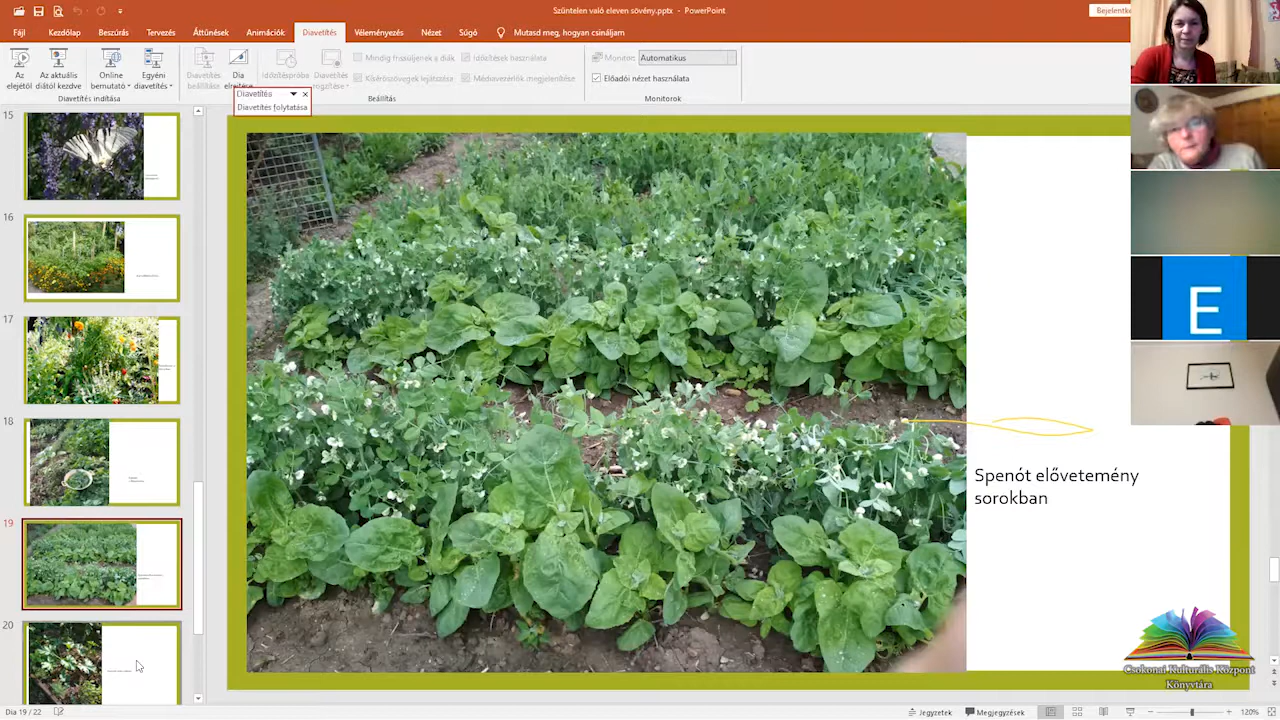 Szűntelen való eleven sövény.pptx - PowerPoint
Bejelentke
Fájl Kezdőlap Beszúrás Tervezés Áttűnések Animációk Diavetítés Véleményezés Nézet Súgó Mutasd meg, hogyan csináljam
Az elejétől
Az aktuális diától kezdve
Online bemutató
Egyéni diavetítés
Diavetítés indítása
Diavetítés beállítása
Dia
Időzítéspróba
Diavetítés
Mindig frissüljenek a diák
Kísérőszövegek lejátszása
Időzítések használata
Médiavezérlők megjelenítése
Beállítás
Monitor: Automatikus
Előadói nézet használata
Monitorok
Diavetítés
Diavetítés folytatása
15
16
17
18
19
20
Spenót elővetemény
sorokban
E
Csokonai Kulturális Központ
Könyvtára
Dia 19 / 22
Jegyzetek Megjegyzések 120%